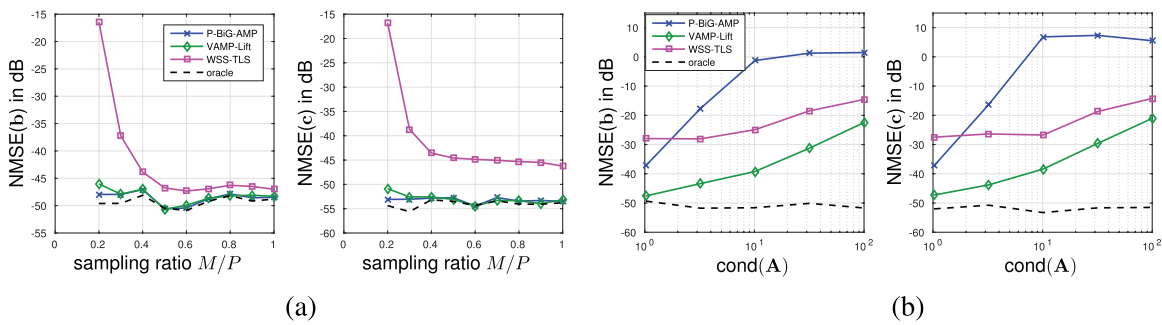 -15
-20
-25
-30
-35
-40
-45
-50
-55
0
0.2
0.4
0.6
0.8
1
NMSE(b) in dB
sampling ratio M/P
P-BiG-AMP
VAMP-Lift
WSS-TLS
oracle
-15
-20
-25
-30
-35
-40
-45
-50
-55
-60
0
0.2
0.4
0.6
0.8
1
NMSE(c) in dB
sampling ratio M/P
(a)
10
0
-10
-20
-30
-40
-50
-60
10^0
10^1
10^2
NMSE(b) in dB
cond(A)
P-BiG-AMP
VAMP-Lift
WSS-TLS
oracle
10
0
-10
-20
-30
-40
-50
-60
10^0
10^1
10^2
NMSE(c) in dB
cond(A)
(b)